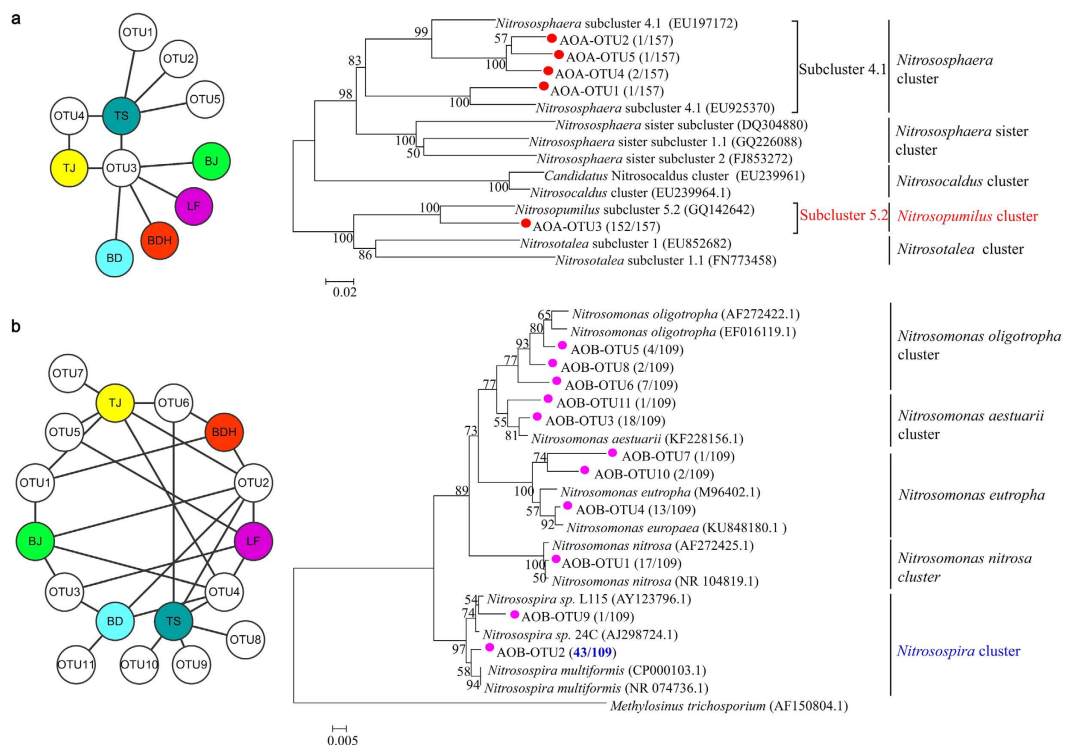 a
OTU1
OTU2
OTU5
OTU4
TS
TJ
OTU3
BJ
LF
BDH
BD
Nitrososphaera subcluster 4.1 (EU197172)
99
57
AOA-OTU2 (1/157)
AOA-OTU5 (1/157)
83
100
AOA-OTU4 (2/157)
AOA-OTU1 (1/157)
98
100
Nitrososphaera subcluster 4.1 (EU925370)
Nitrososphaera sister subcluster (DQ304880)
100
Nitrososphaera sister subcluster 1.1 (GQ226088)
50
Nitrososphaera sister subcluster 2 (FJ853272)
Candidatus Nitrosocaldus cluster (EU239961)
100
Nitrosocaldus cluster (EU239964.1)
Nitrosopumilus subcluster 5.2 (GQ142642)
100
AOA-OTU3 (152/157)
100
Nitrosotalea subcluster 1 (EU852682)
86
Nitrosotalea subcluster 1.1 (FN773458)
0.02
Subcluster 4.1
Nitrososphaera
cluster
Nitrososphaera sister
cluster
Nitrosocaldus cluster
Subcluster 5.2
Nitrosopumilus cluster
Nitrosotalea cluster
b
OTU7
TJ
OTU6
OTU5
BDH
OTU1
OTU2
BJ
LF
OTU3
OTU4
BD
TS
OTU8
OTU11
OTU10
OTU9
65
Nitrosomonas oligotropha (AF272422.1)
80
Nitrosomonas oligotropha (EF016119.1)
93
AOB-OTU5 (4/109)
77
AOB-OTU8 (2/109)
AOB-OTU6 (7/109)
77
AOB-OTU11 (1/109)
55
AOB-OTU3 (18/109)
81
Nitrosomonas aestuarii (KF228156.1)
73
74
AOB-OTU7 (1/109)
AOB-OTU10 (2/109)
100
Nitrosomonas eutropha (M96402.1)
89
57
AOB-OTU4 (13/109)
92
Nitrosomonas europaea (KU848180.1 )
Nitrosomonas nitrosa (AF272425.1)
100
AOB-OTU1 (17/109)
50
Nitrosomonas nitrosa (NR 104819.1)
54
Nitrosospira sp. L115 (AY123796.1)
74
AOB-OTU9 (1/109)
Nitrosospira sp. 24C (AJ298724.1)
97
AOB-OTU2 (43/109)
58
Nitrosospira multiformis (CP000103.1)
94
Nitrosospira multiformis (NR 074736.1)
Methylosinus trichosporium (AF150804.1)
0.005
Nitrosomonas oligotropha
cluster
Nitrosomonas aestuarii
cluster
Nitrosomonas eutropha
Nitrosomonas nitrosa
cluster
Nitrosospira cluster